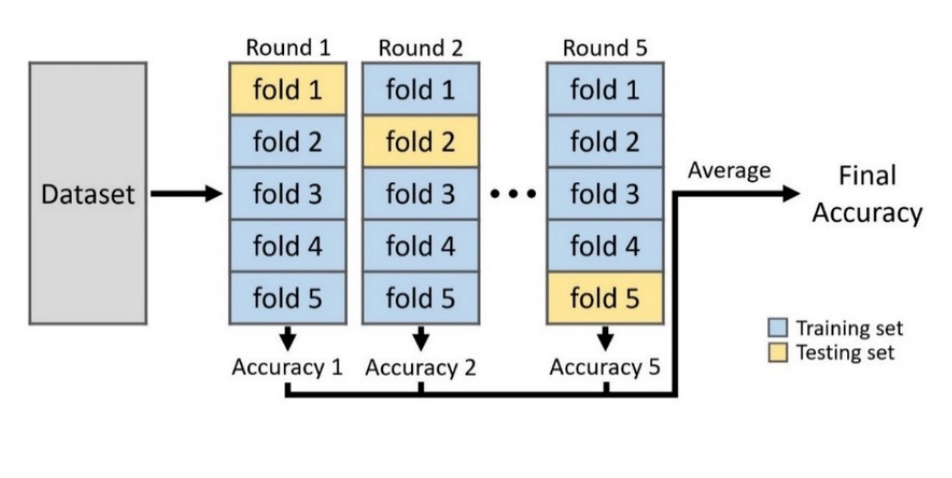 Dataset
Round 1
fold 1
fold 2
fold 3
fold 4
fold 5
Accuracy 1
Round 2
fold 1
fold 2
fold 3
fold 4
fold 5
Accuracy 2
•••
Round 5
fold 1
fold 2
fold 3
fold 4
fold 5
Accuracy 5
Average
Final
Accuracy
Training set
Testing set